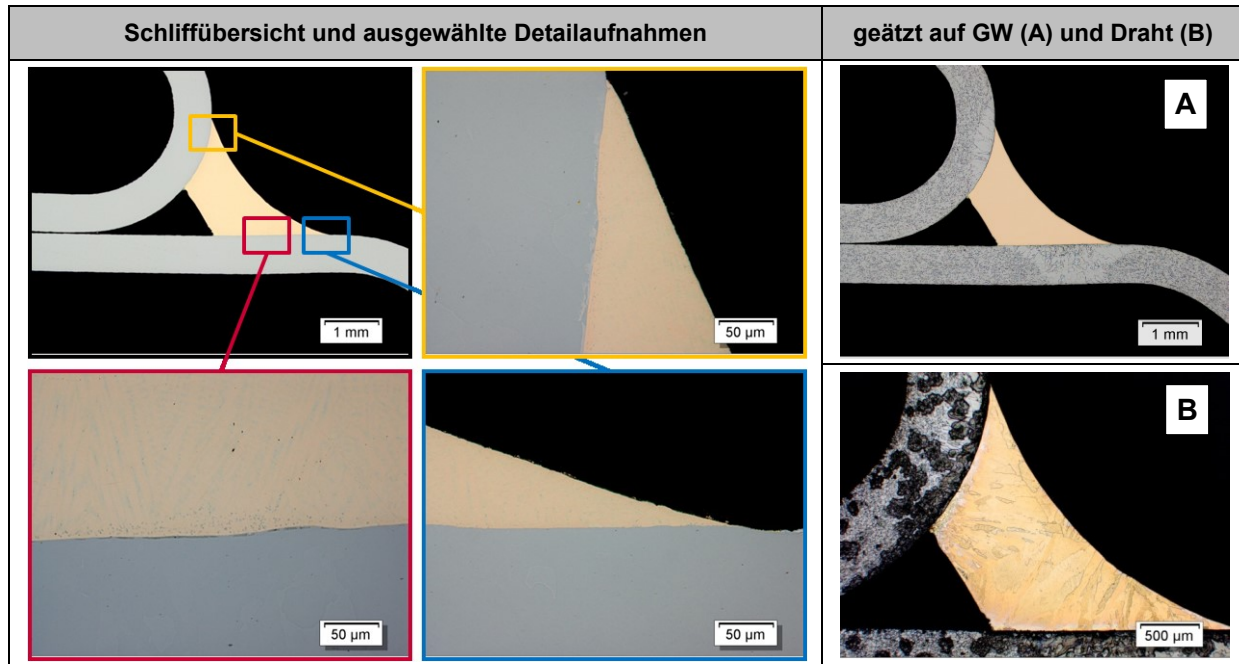 Schliffübersicht und ausgewählte Detailaufnahmen
geätzt auf GW (A) und Draht (B)
1 mm
50 µm
A
1 mm
50 µm
50 µm
B
500 µm